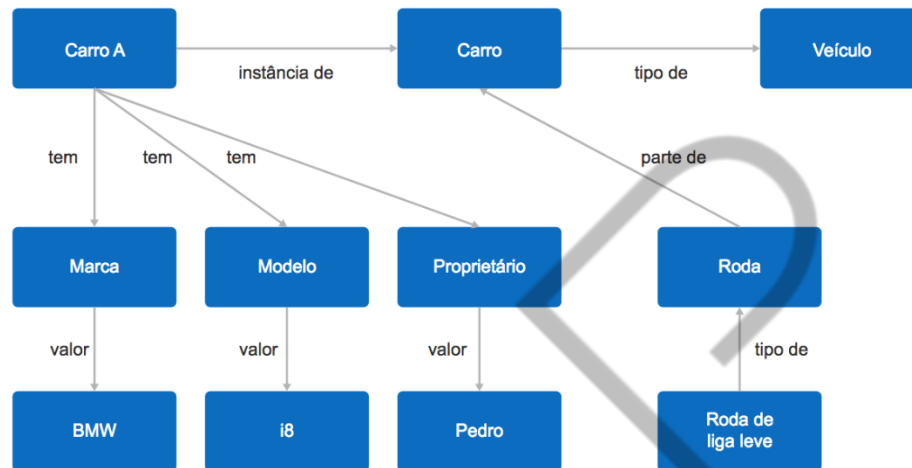 Carro A
Carro
Veículo
instância de
tipo de
tem
tem
tem
parte de
Marca
Modelo
Proprietário
Roda
valor
valor
valor
tipo de
BMW
i8
Pedro
Roda de
liga leve